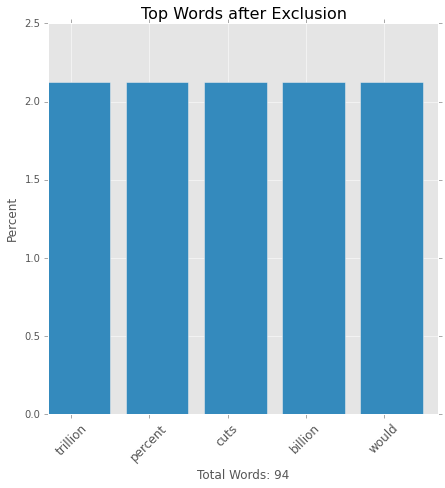 Top Words after Exclusion
2.5
2.0
1.5
1.0
0.5
0.0
Percent
trillion
percent
cuts
billion
would
Total Words: 94